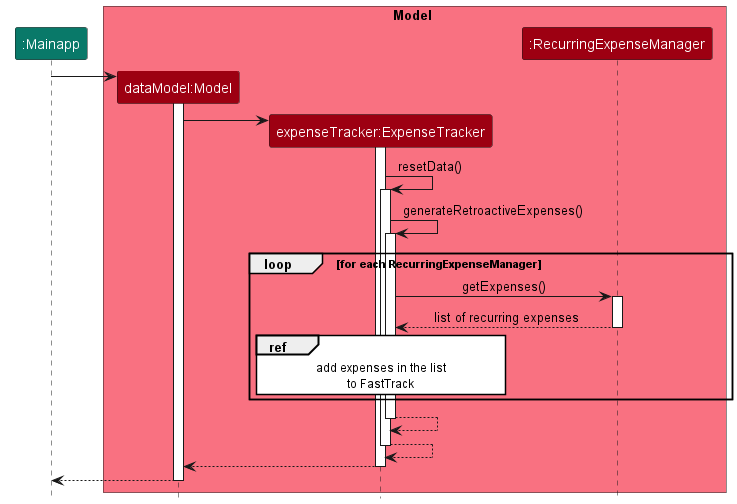 Model
:Mainapp
:RecurringExpenseManager
dataModel:Model
expenseTracker:ExpenseTracker
resetData()
generateRetroactiveExpenses()
loop
[for each RecurringExpenseManager]
getExpenses()
list of recurring expenses
ref
add expenses in the list
to FastTrack